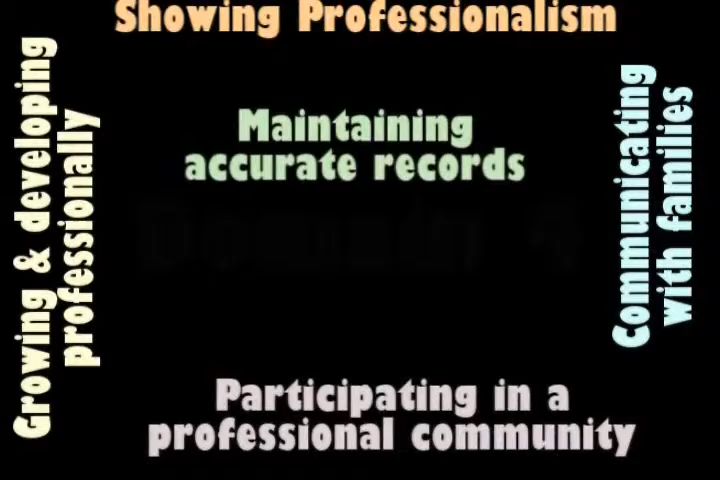 Showing Professionalism
Maintaining
accurate records
Growing & developing
professionally
Communicating
with families
Participating in a
professional community